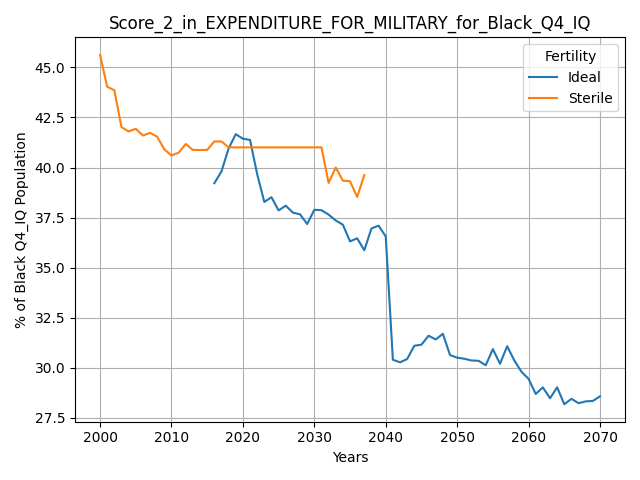 Score_2_in_EXPENDITURE_FOR_MILITARY_for_Black_Q4_IQ
Fertility
Ideal
Sterile
% of Black Q4_IQ Population
45.0
42.5
40.0
37.5
35.0
32.5
30.0
27.5
2000 2010 2020 2030 2040 2050 2060 2070
Years